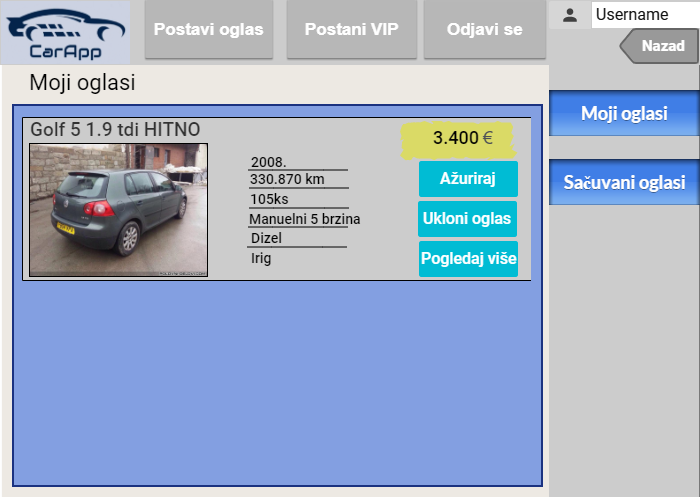 CarApp
Postavi oglas
Postani VIP
Odjavi se
Username
Nazad
Moji oglasi
Moji oglasi
Sačuvani oglasi
Golf 5 1.9 tdi HITNO
3.400 €
2008.
330.870 km
105ks
Manuelni 5 brzina
Dizel
Irig
Ažuriraj
Ukloni oglas
Pogledaj više